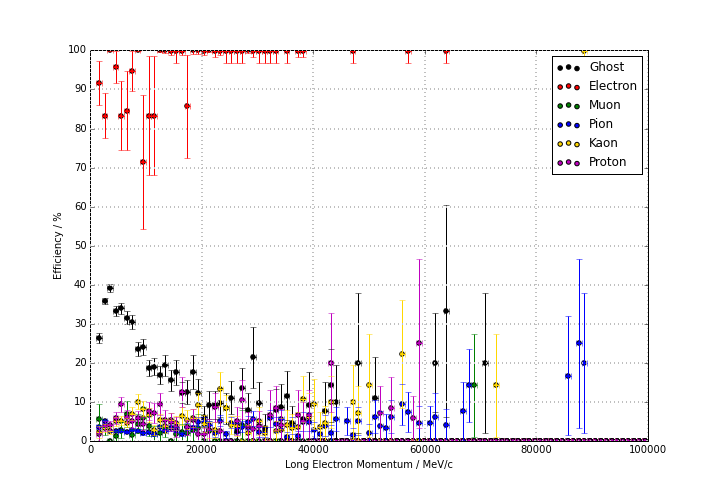 100
90
80
70
60
50
40
30
20
10
0
Efficiency / %
0
20000
40000
60000
80000
100000
Long Electron Momentum / MeV/c
Ghost
Electron
Muon
Pion
Kaon
Proton